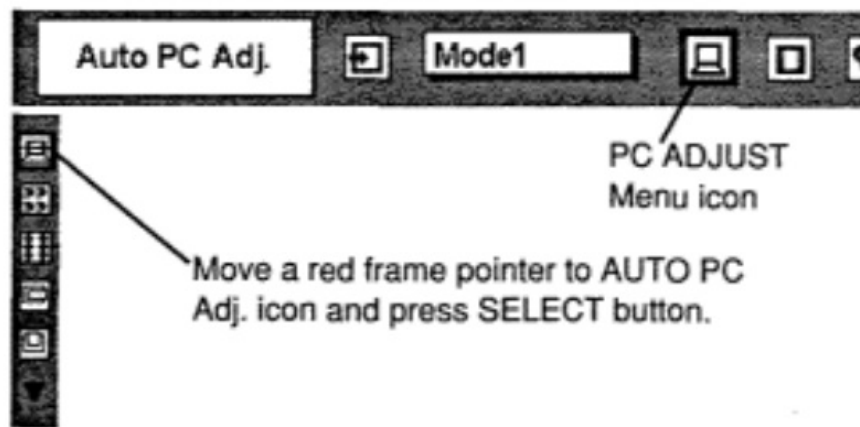 Auto PC Adj.
Mode1
PC ADJUST
Menu icon
Move a red frame pointer to AUTO PC
Adj. icon and press SELECT button.